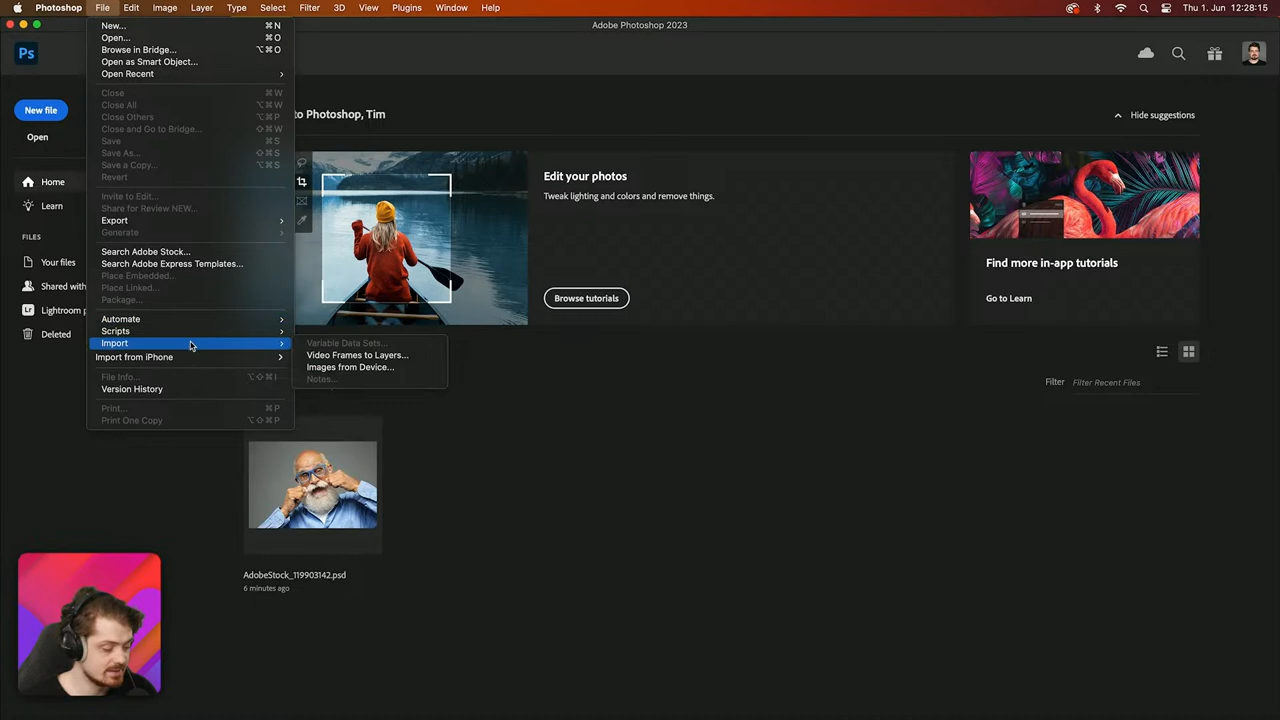 Photoshop File Edit Image Layer Type Select Filter 3D View Plugins Window Help Thu 1. Jun 12:28:15
Adobe Photoshop 2023
Ps
New file
Open
Home
Learn
FILES
Your files
Shared with
Lr Lightroom p
Deleted
New... ⌘N
Open... ⌘O
Browse in Bridge... ⌥⌘O
Open as Smart Object...
Open Recent >
Close ⌘W
Close All ⌥⌘W
Close Others ⌥⌘P
Close and Go to Bridge... ⇧⌘W
Save ⌘S
Save As... ⇧⌘S
Save a Copy... ⌥⌘S
Revert
Invite to Edit...
Share for Review NEW...
Export >
Generate >
Search Adobe Stock...
Search Adobe Express Templates...
Place Embedded...
Place Linked...
Package...
Automate >
Scripts >
Import >
Import from iPhone >
File Info... ⌥⇧⌘I
Version History
Print... ⌘P
Print One Copy ⌥⇧⌘P
Variable Data Sets...
Video Frames to Layers...
Images from Device...
Notes...
to Photoshop, Tim
Hide suggestions
Edit your photos
Tweak lighting and colors and remove things.
Browse tutorials
Find more in-app tutorials
Go to Learn
Filter Filter Recent Files
AdobeStock_119903142.psd
6 minutes ago